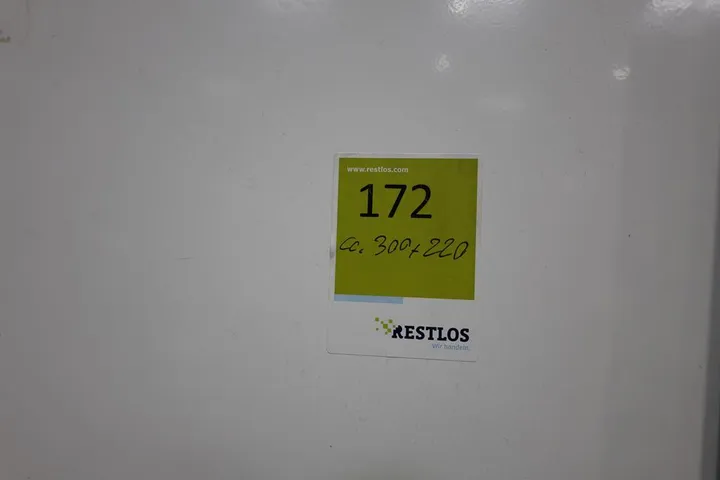 www.restlos.com
172
ca. 300x220
RESTLOS
Wir handeln.